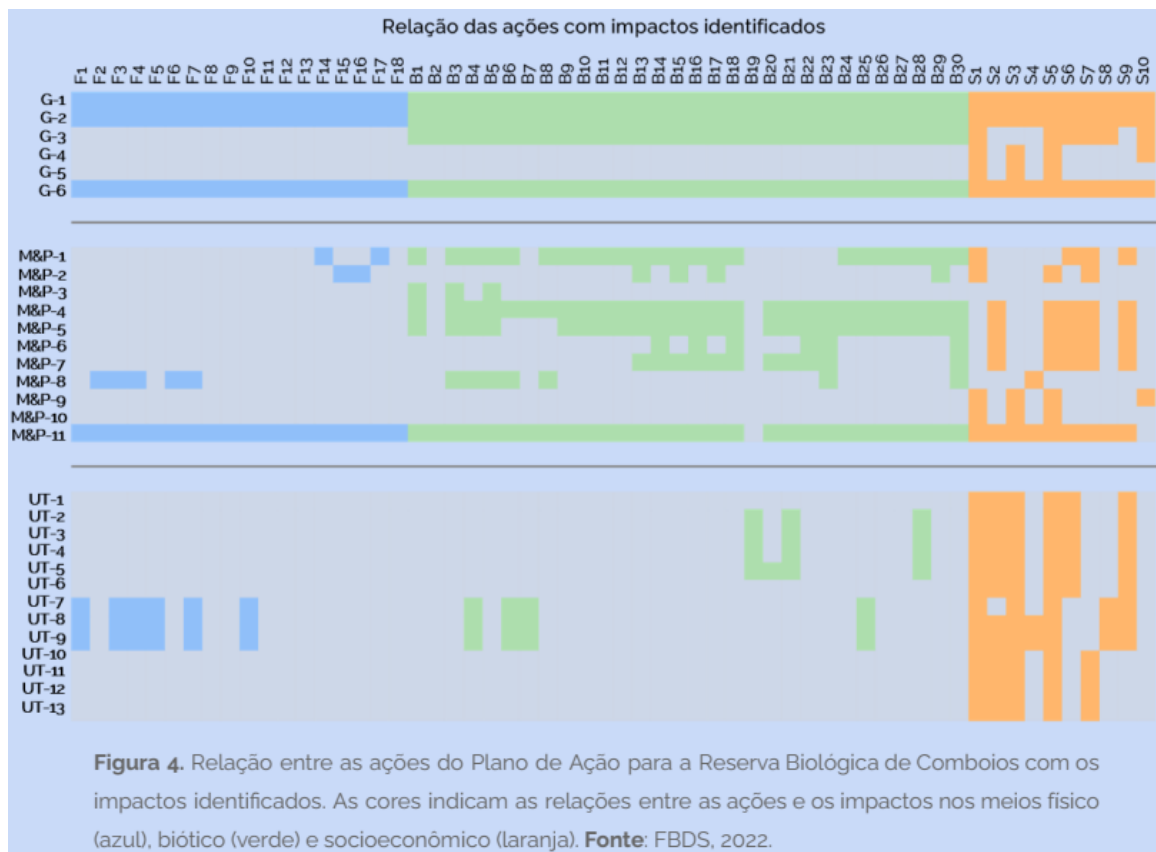 Relação das ações com impactos identificados
F1 F2 F3 F4 F5 F6 F7 F8 F9 F10 F11 F12 F13 F14 F15 F16 F17 F18 B1 B2 B3 B4 B5 B6 B7 B8 B9 B10 B11 B12 B13 B14 B15 B16 B17 B18 B19 B20 B21 B22 B23 B24 B25 B26 B27 B28 B29 B30 S1 S2 S3 S4 S5 S6 S7 S8 S9 S10
G-1
G-2
G-3
G-4
G-5
G-6
M&P-1
M&P-2
M&P-3
M&P-4
M&P-5
M&P-6
M&P-7
M&P-8
M&P-9
M&P-10
M&P-11
UT-1
UT-2
UT-3
UT-4
UT-5
UT-6
UT-7
UT-8
UT-9
UT-10
UT-11
UT-12
UT-13
Figura 4. Relação entre as ações do Plano de Ação para a Reserva Biológica de Comboios com os
impactos identificados. As cores indicam as relações entre as ações e os impactos nos meios físico
(azul), biótico (verde) e socioeconômico (laranja). Fonte: FBDS, 2022.